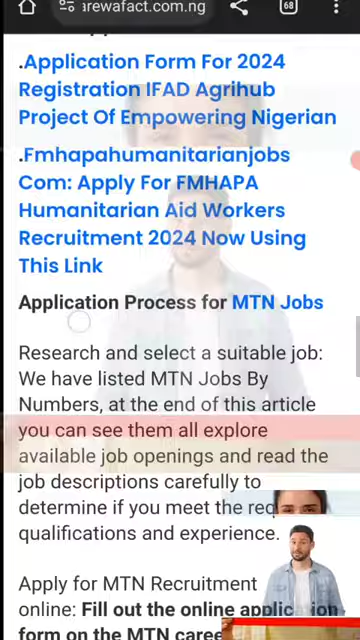 arewafact.com.ng
68
.Application Form For 2024
Registration IFAD Agrihub
Project Of Empowering Nigerian
.Fmhapahumanitarianjobs
Com: Apply For FMHAPA
Humanitarian Aid Workers
Recruitment 2024 Now Using
This Link
Application Process for MTN Jobs
Research and select a suitable job:
We have listed MTN Jobs By
Numbers, at the end of this article
you can see them all explore
available job openings and read the
job descriptions carefully to
determine if you meet the
qualifications and experience.
Apply for MTN Recruitment
online: Fill out the online
form on the MTN